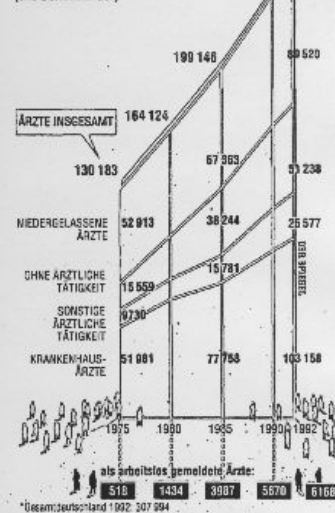 199 146
89 520
164 124
ÄRZTE INSGESAMT
130 183
67 363
51 238
NIEDERGELASSENE
ÄRZTE
52 913
38 244
25 577
OHNE ÄRZTLICHE
TÄTIGKEIT
15 559
15 781
DER SPIEGEL
SONSTIGE
ÄRZTLICHE
TÄTIGKEIT
9730
KRANKENHAUS-
ÄRZTE
51 981
77 758
103 158
1975 1980 1985 1990 1992
als arbeitslos gemeldete Ärzte:
518 1434 3987 5670 6168
*Gesamtdeutschland 1992: 307 994